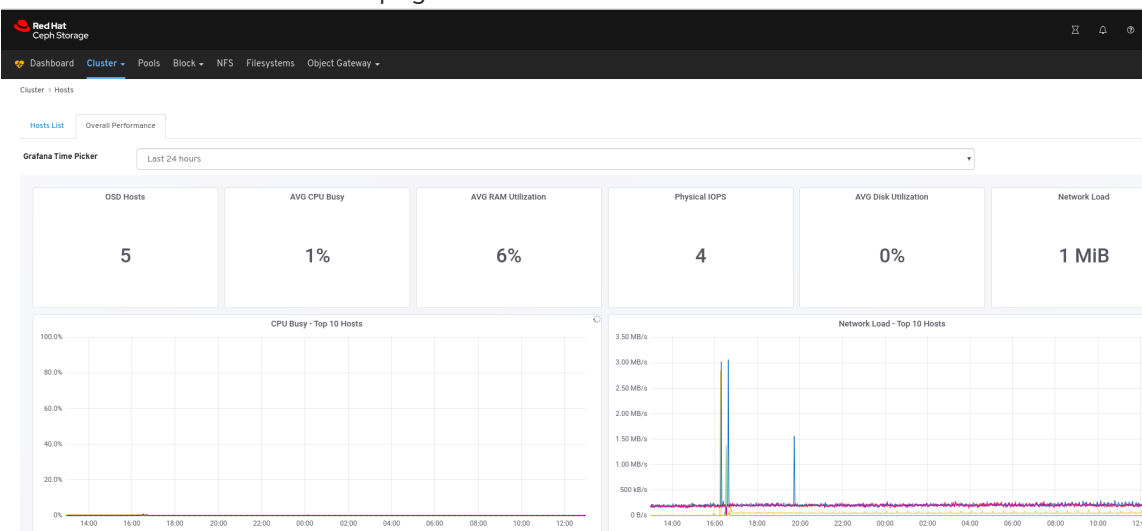 Red Hat
Ceph Storage
Dashboard Cluster Pools Block NFS Filesystems Object Gateway
Cluster > Hosts
Hosts List Overall Performance
Grafana Time Picker Last 24 hours
OSD Hosts AVG CPU Busy AVG RAM Utilization Physical IOPS AVG Disk Utilization Network Load
5 1% 6% 4 0% 1 MiB
CPU Busy - Top 10 Hosts
100.0%
80.0%
60.0%
40.0%
20.0%
0%
14:00 16:00 18:00 20:00 22:00 00:00 02:00 04:00 06:00 08:00 10:00 12:00
Network Load - Top 10 Hosts
3.50 MB/s
3.00 MB/s
2.50 MB/s
2.00 MB/s
1.50 MB/s
1.00 MB/s
500 kB/s
0 B/s
14:00 16:00 18:00 20:00 22:00 00:00 02:00 04:00 06:00 08:00 10:00